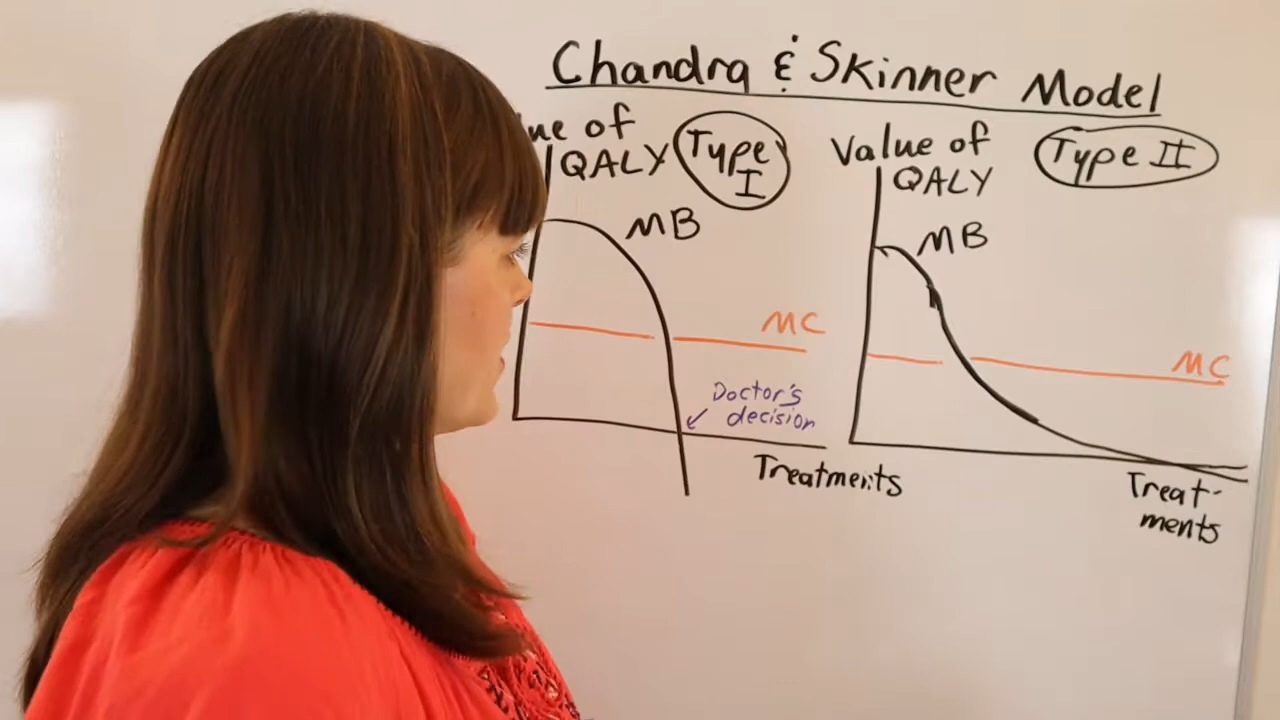 Chandra & Skinner Model
ue of
QALY
Type
I
MB
MC
Doctor's
decision
Treatments
Value of
QALY
Type II
MB
MC
Treat-
ments